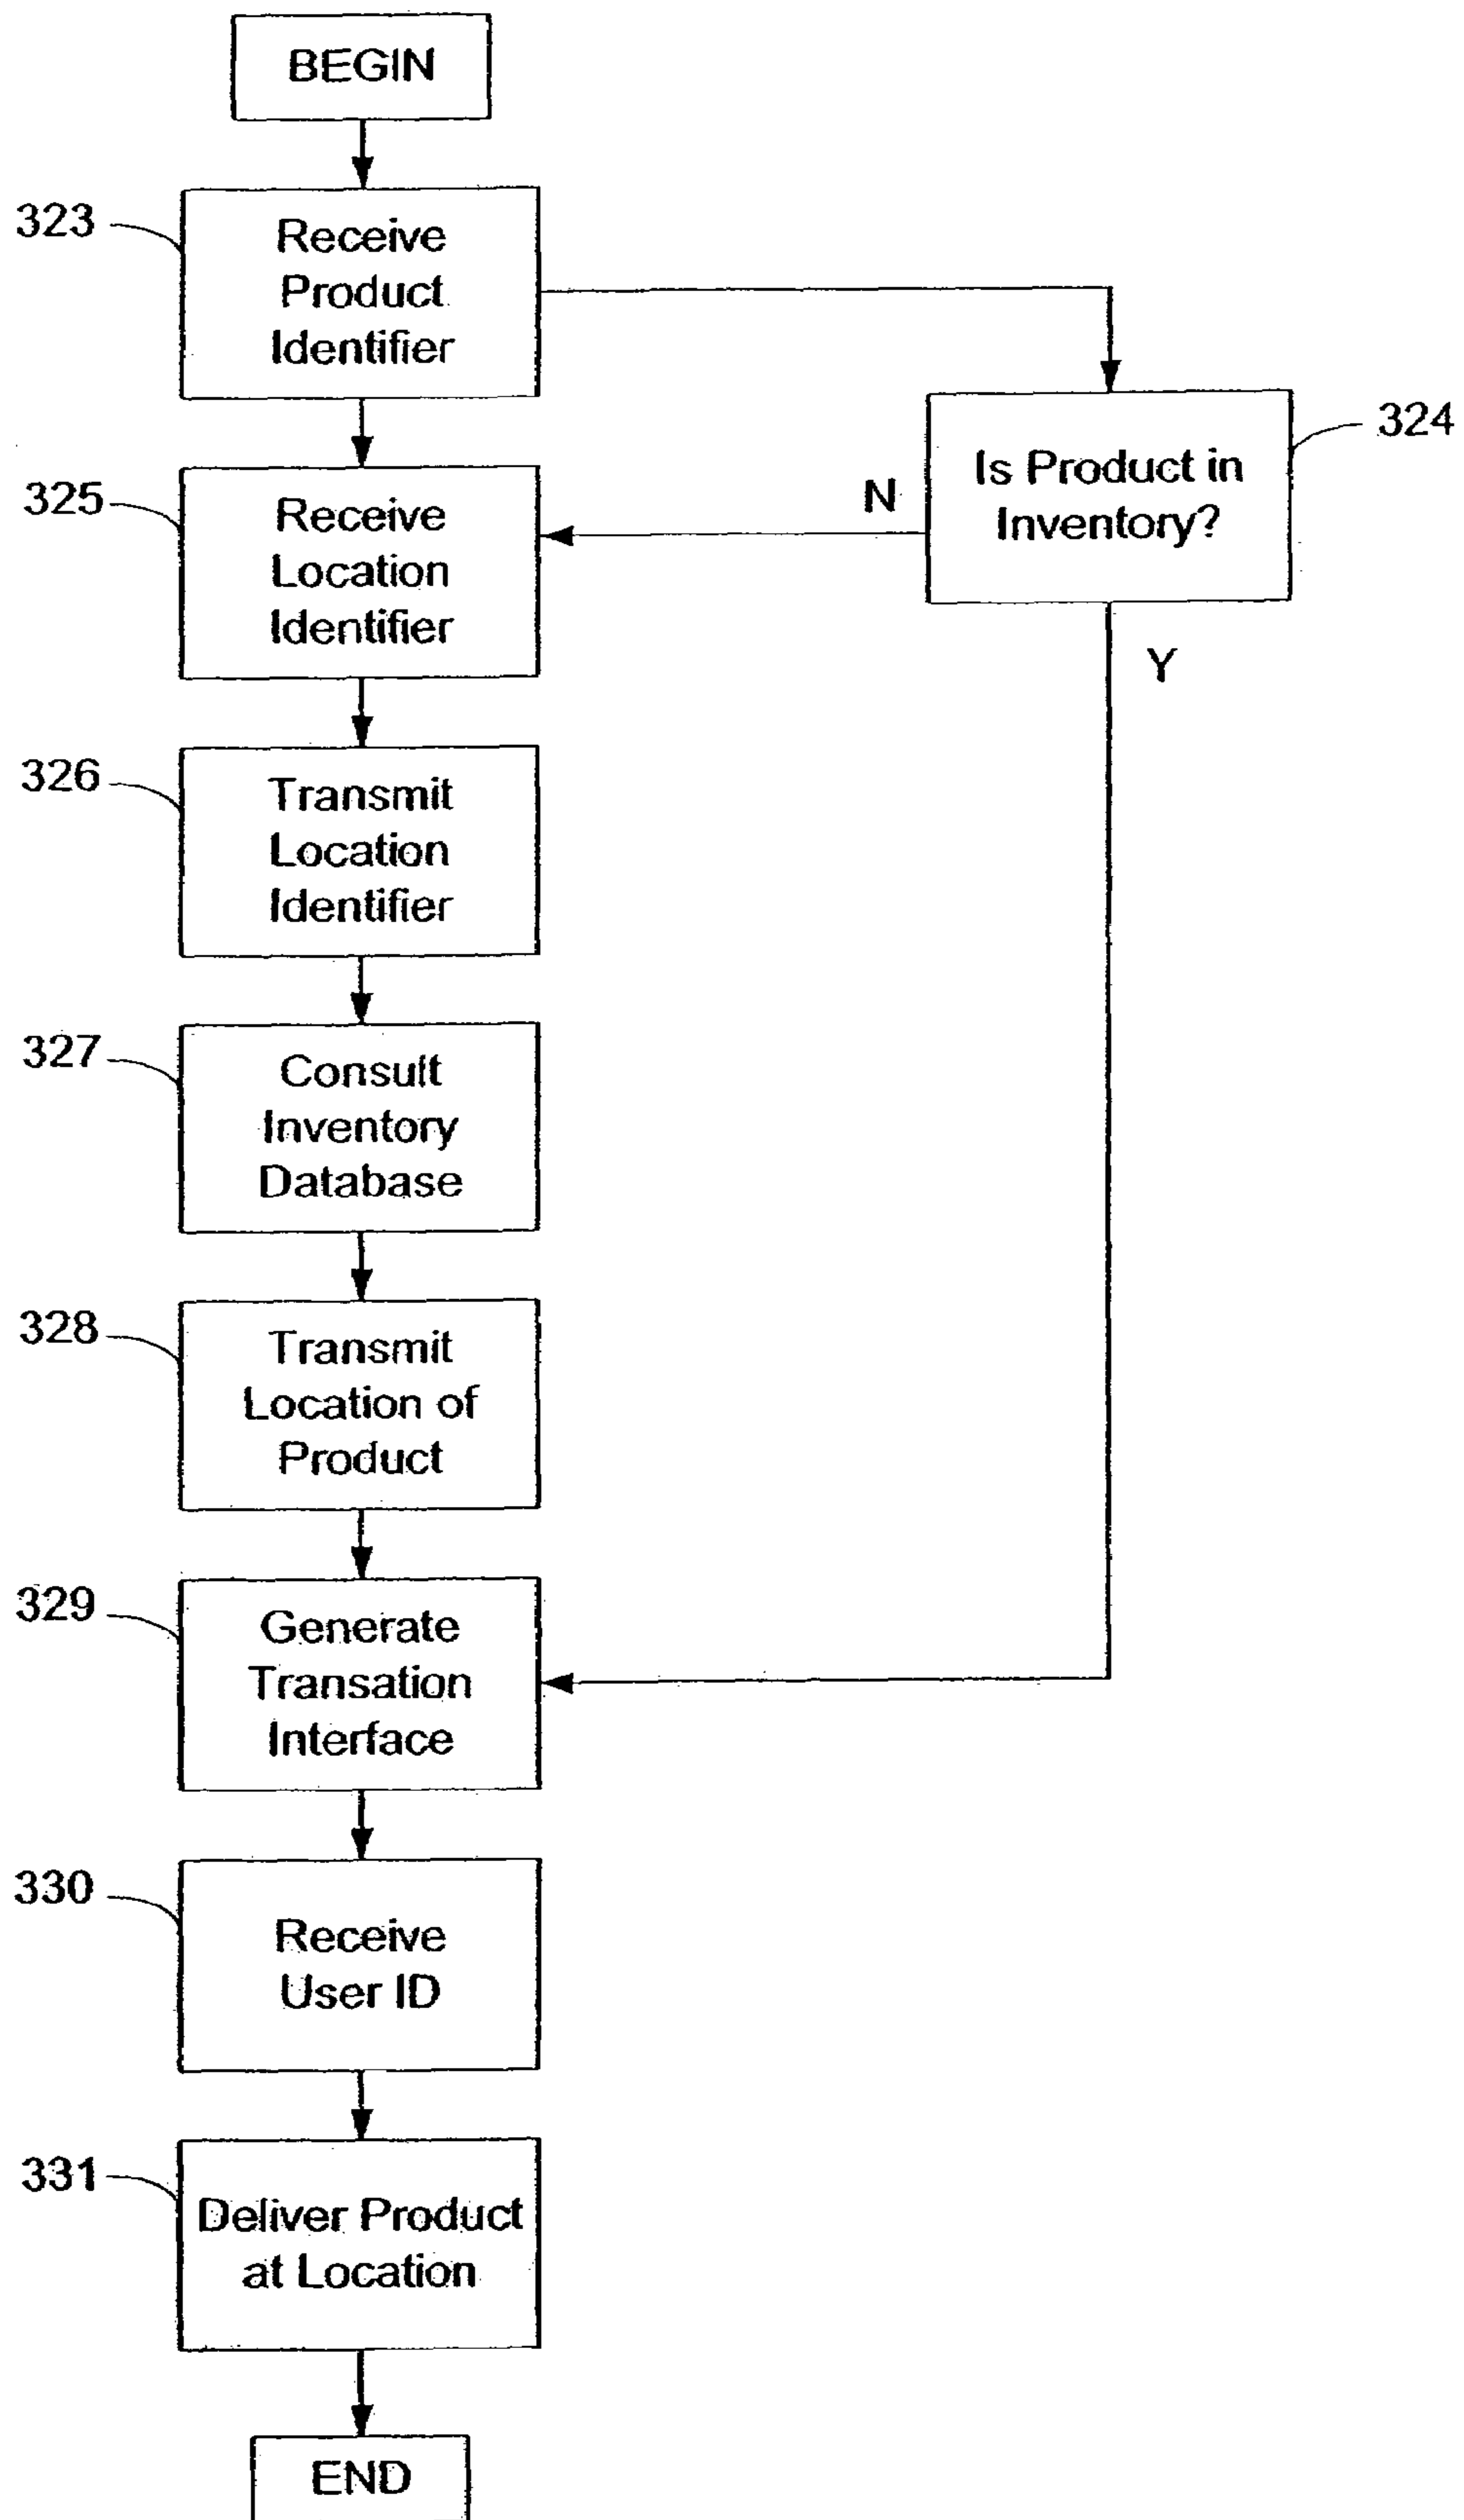 BEGIN
323
Receive
Product
Identifier
324
Is Product in
Inventory?
N
Y
325
Receive
Location
Identifier
326
Transmit
Location
Identifier
327
Consult
Inventory
Database
328
Transmit
Location of
Product
329
Generate
Transation
Interface
330
Receive
User ID
331
Deliver Product
at Location
END